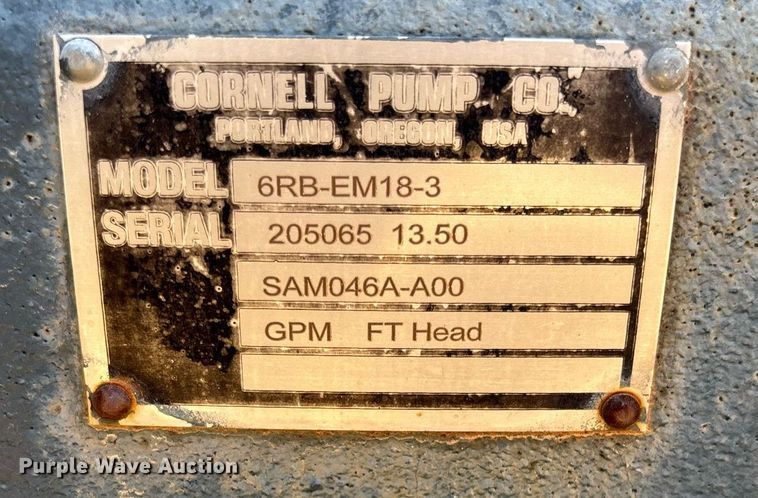 CORNELL PUMP CO.
PORTLAND, OREGON, USA
MODEL 6RB-EM18-3
SERIAL 205065 13.50
SAM046A-A00
GPM FT Head
Purple Wave Auction